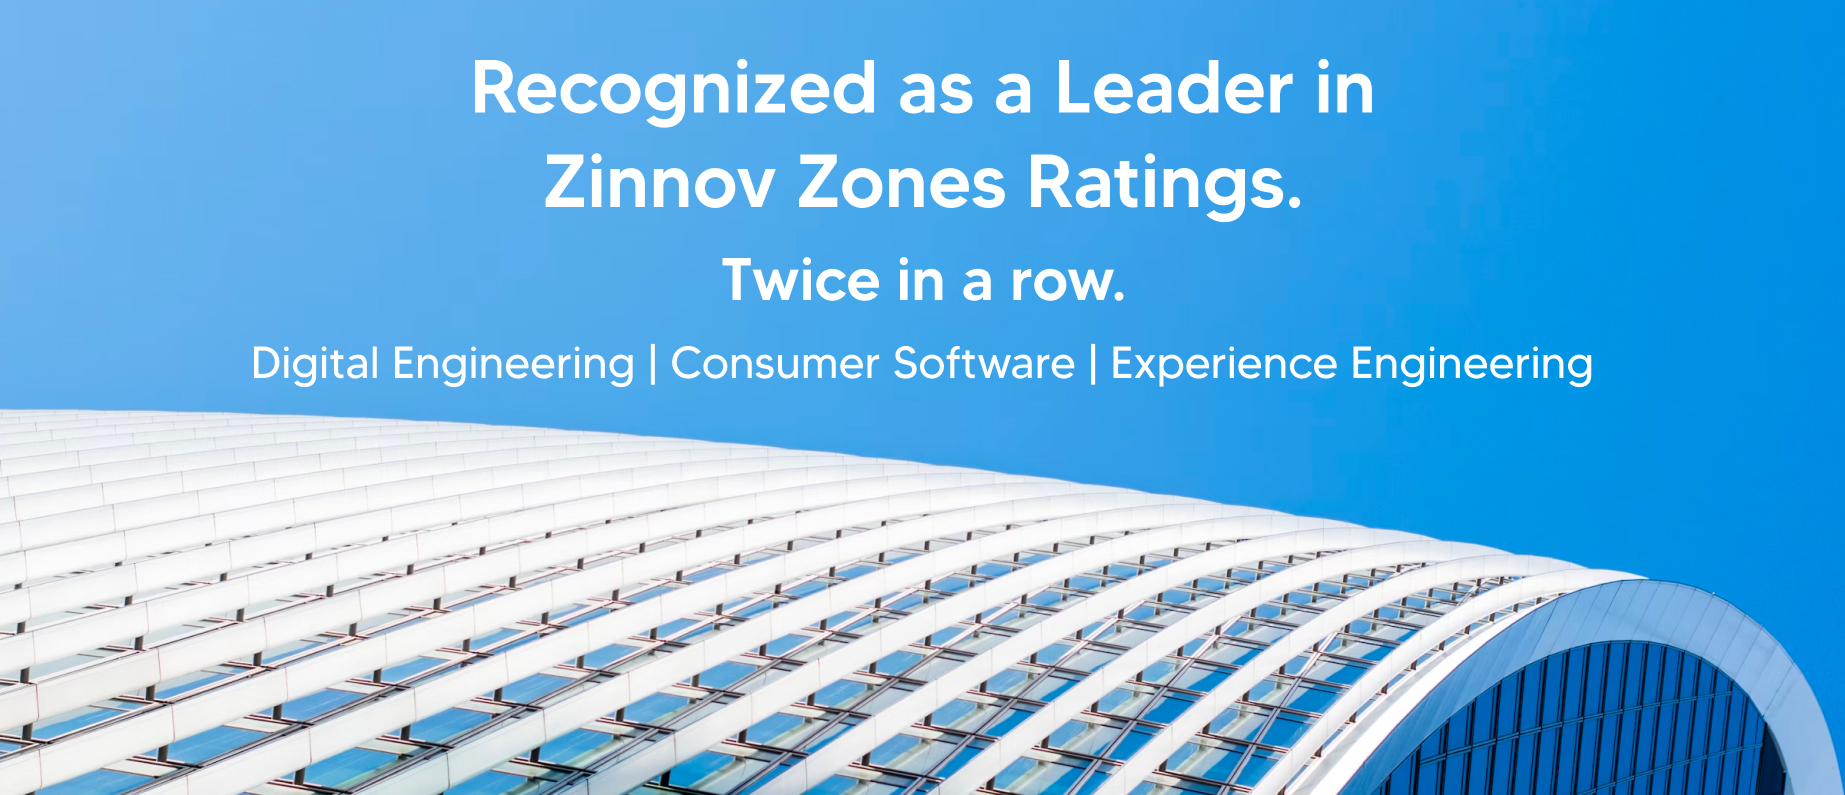 Recognized as a Leader in
Zinnov Zones Ratings.
Twice in a row.
Digital Engineering | Consumer Software | Experience Engineering